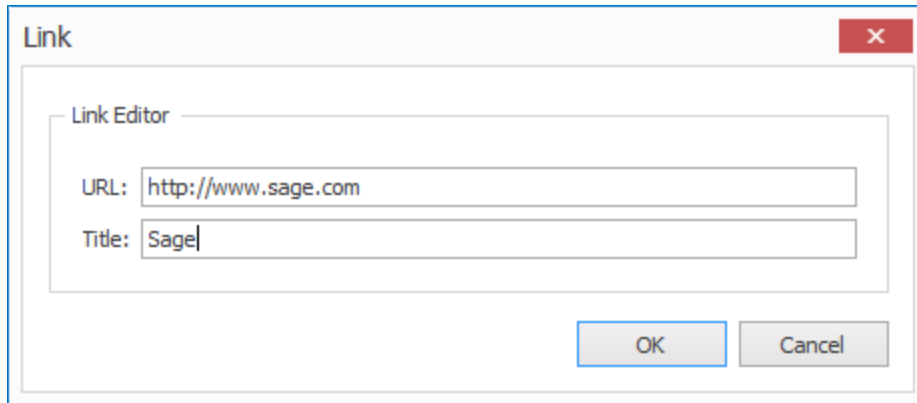 Link
Link Editor
URL: http://www.sage.com
Title: Sage
OK Cancel